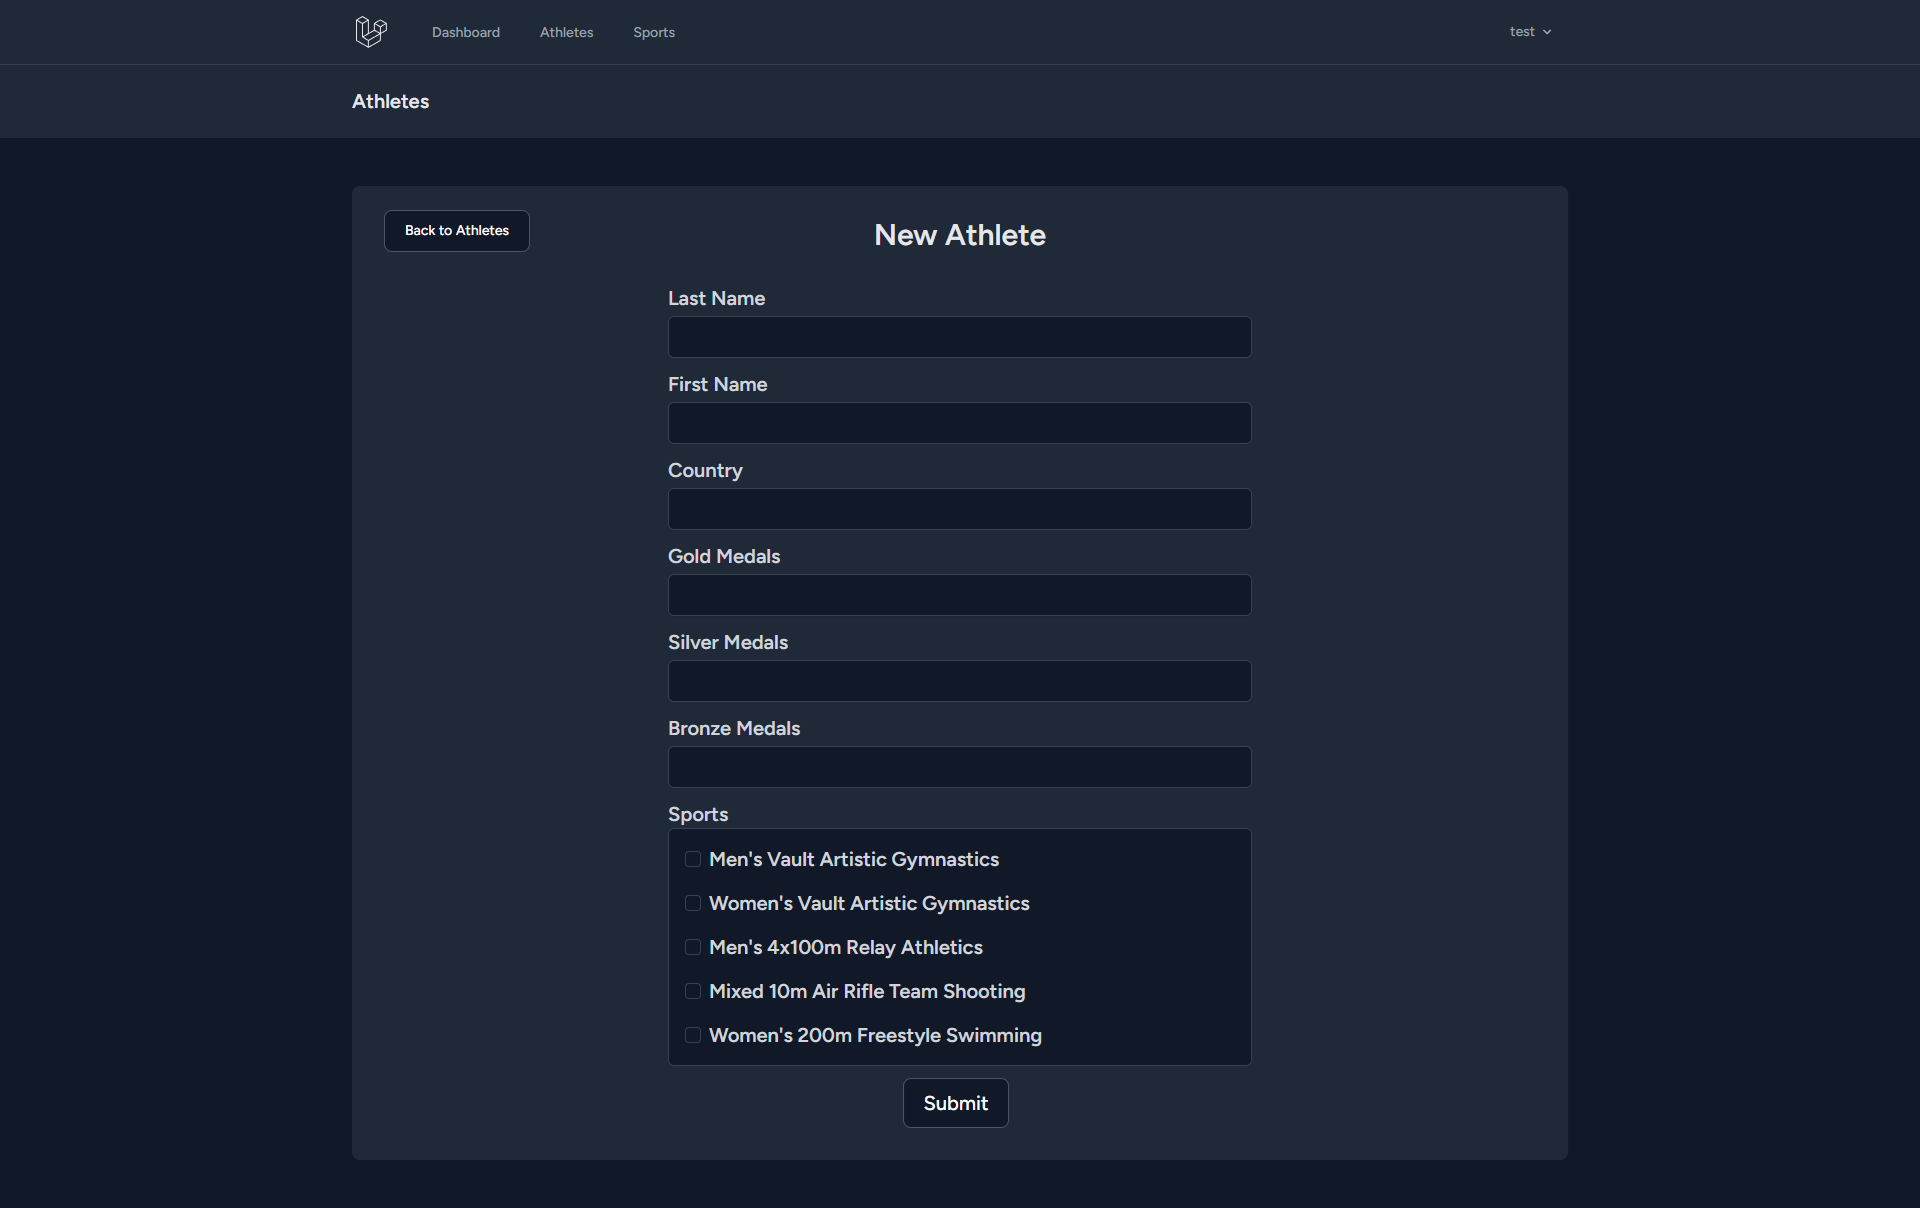 Dashboard Athletes Sports test
Athletes
Back to Athletes
New Athlete
Last Name
First Name
Country
Gold Medals
Silver Medals
Bronze Medals
Sports
Men's Vault Artistic Gymnastics
Women's Vault Artistic Gymnastics
Men's 4x100m Relay Athletics
Mixed 10m Air Rifle Team Shooting
Women's 200m Freestyle Swimming
Submit